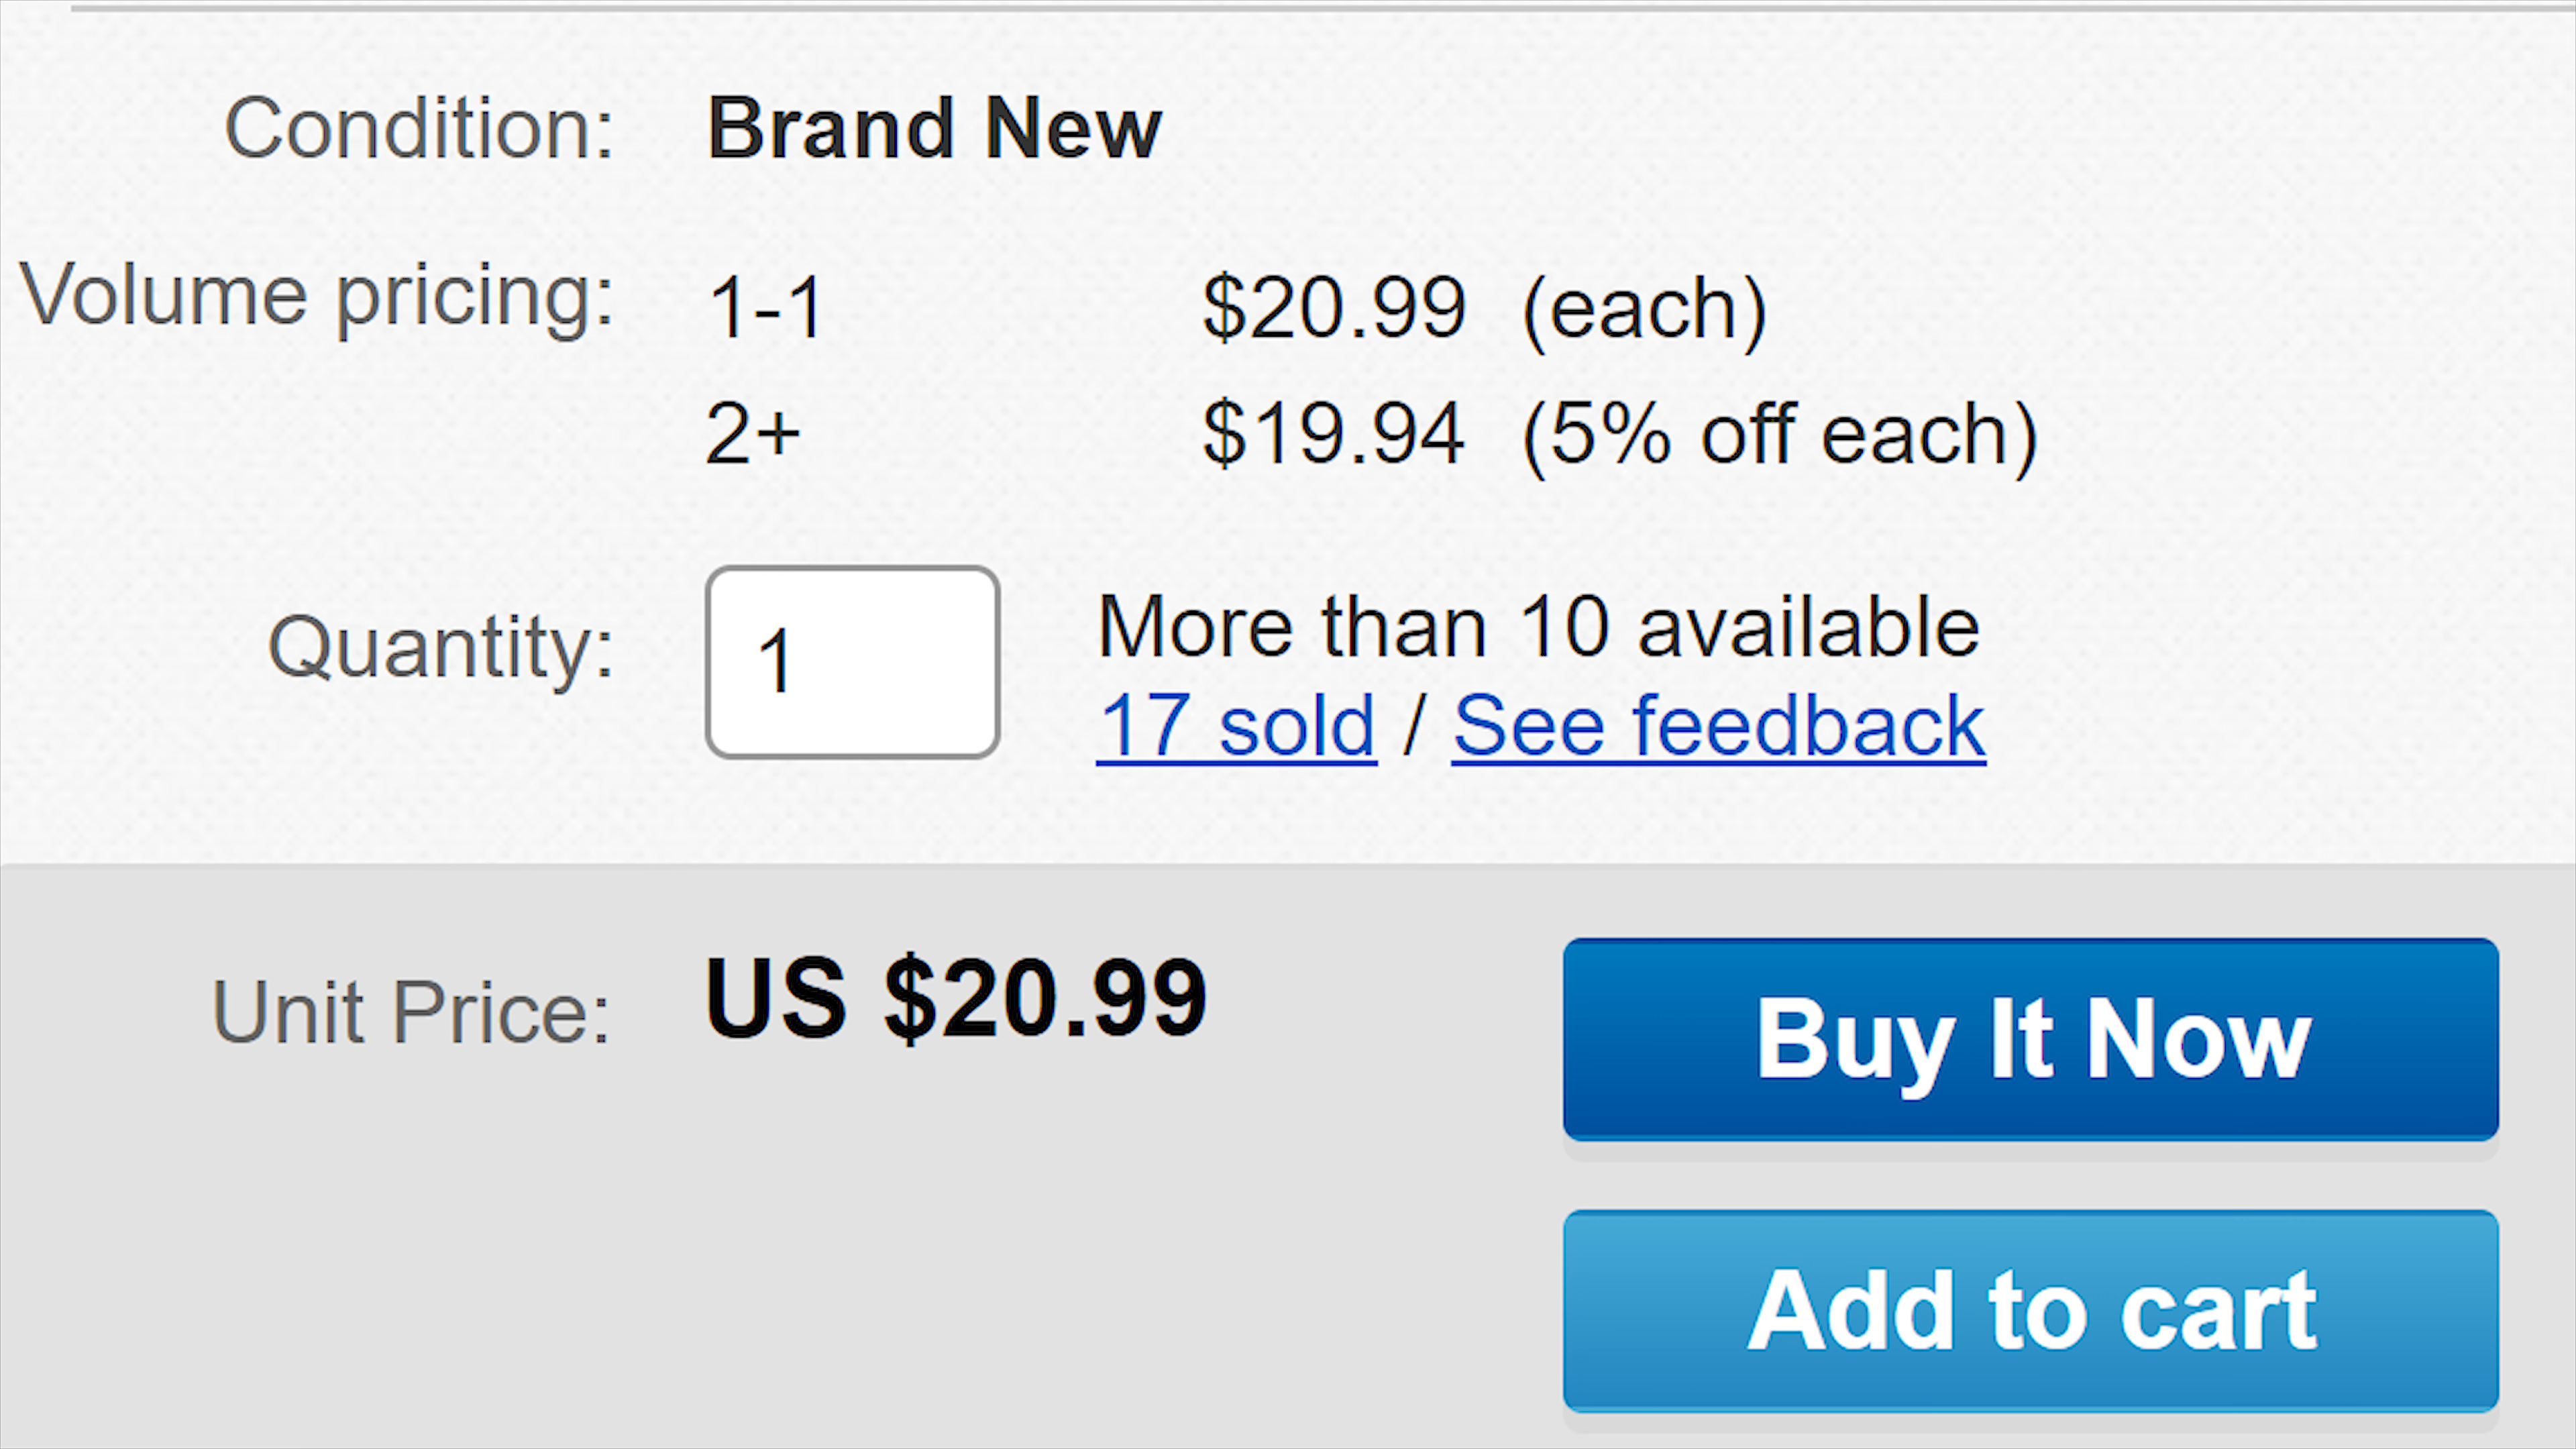 Condition: Brand New
Volume pricing: 1-1 $20.99 (each)
2+ $19.94 (5% off each)
Quantity: 1 More than 10 available
17 sold / See feedback
Unit Price: US $20.99
Buy It Now
Add to cart